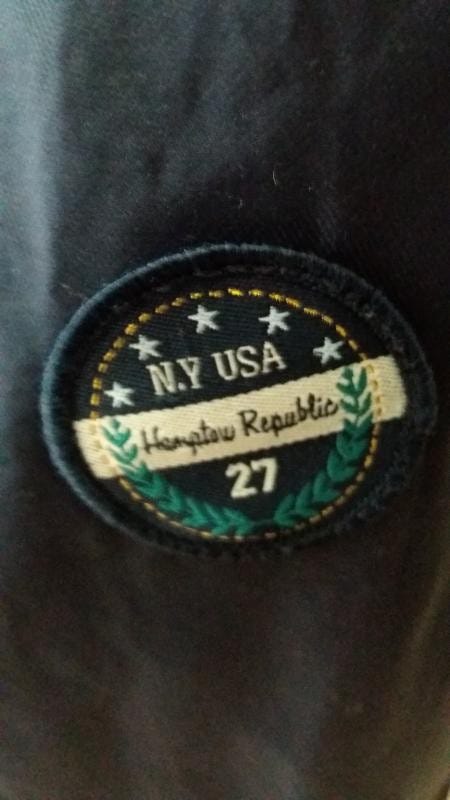 N.Y USA
Hampton Republic
27